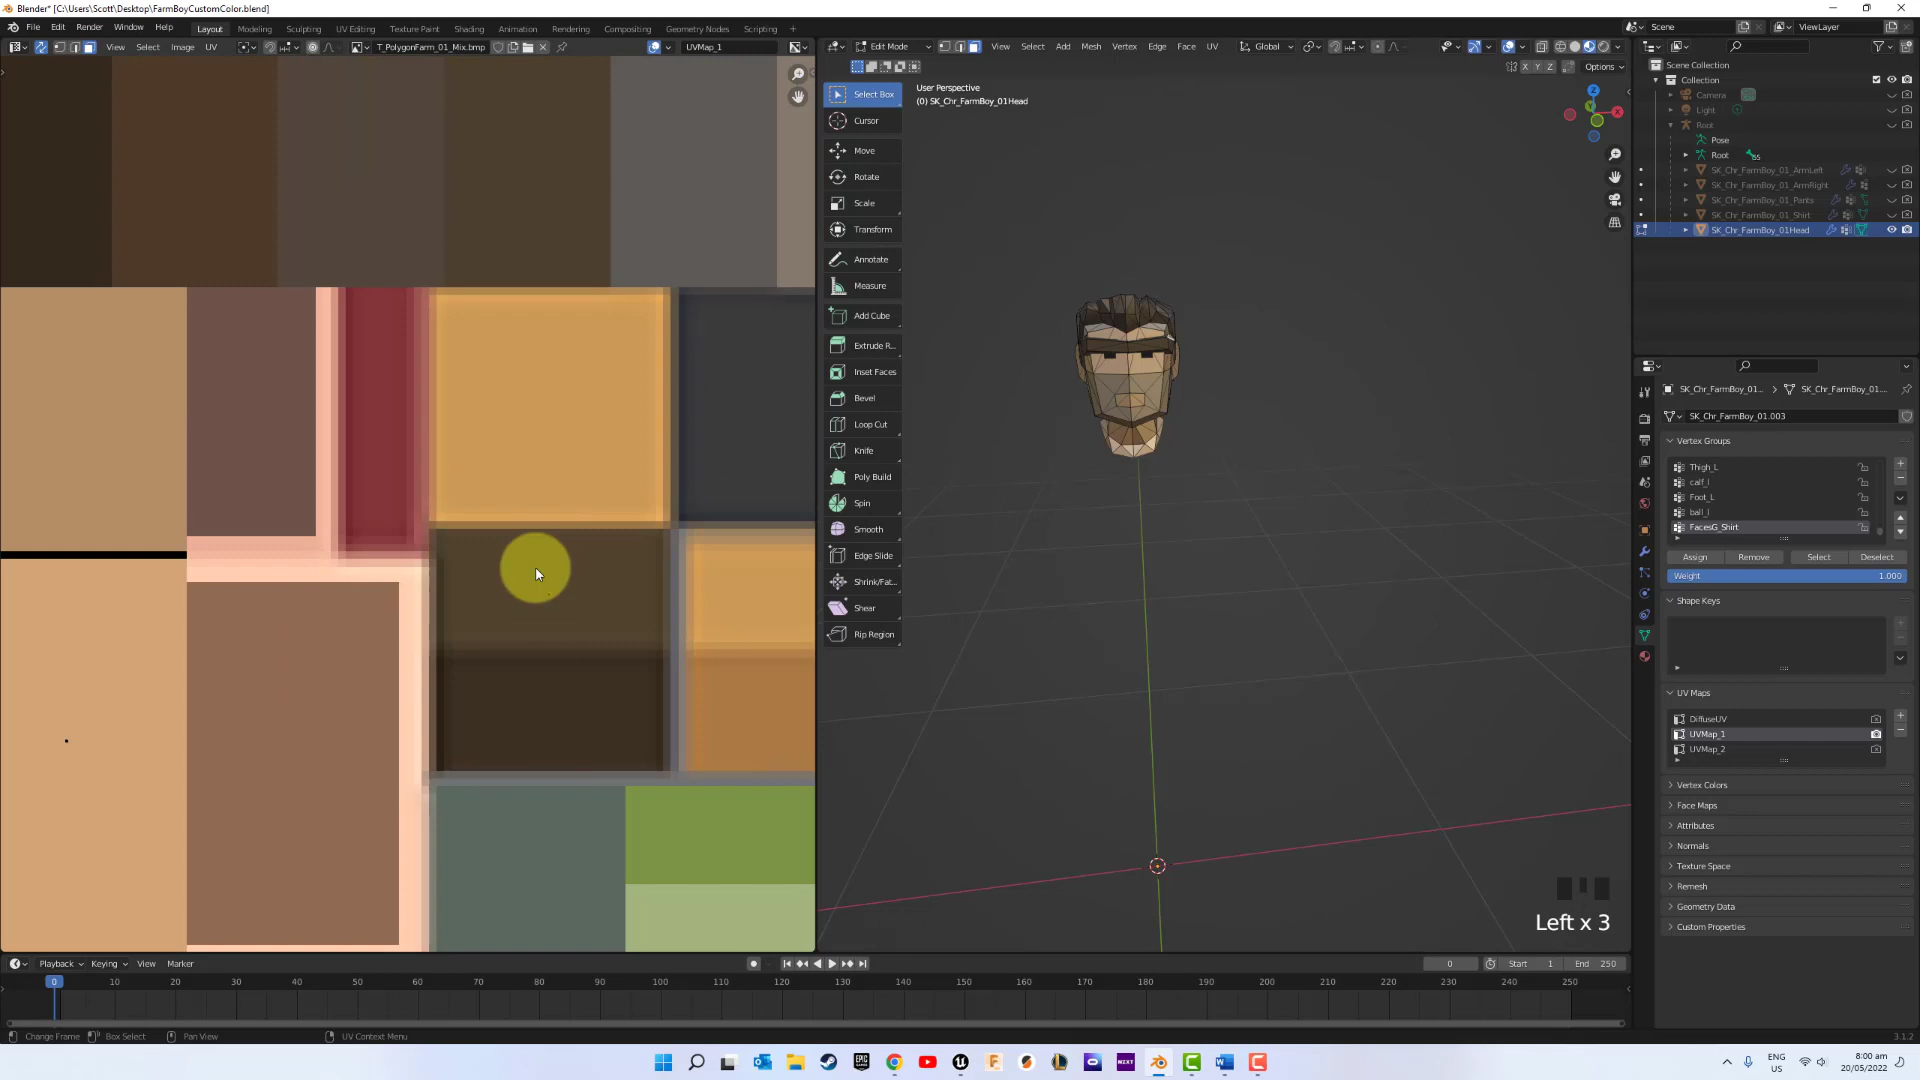 Blender* [C:\Users\Scott\Desktop\FarmBoyCustomColor.blend]
File Edit Render Window Help Layout Modeling Sculpting UV Editing Texture Paint Shading Animation Rendering Compositing Geometry Nodes Scripting +
Scene ViewLayer
View Select Image UV T_PolygonFarm_01_Mix.bmp UVMap_1
Edit Mode View Select Add Mesh Vertex Edge Face UV Global
X Y Z Options
User Perspective
(0) SK_Chr_FarmBoy_01Head
Select Box
Cursor
Move
Rotate
Scale
Transform
Annotate
Measure
Add Cube
Extrude R...
Inset Faces
Bevel
Loop Cut
Knife
Poly Build
Spin
Smooth
Edge Slide
Shrink/Fat...
Shear
Rip Region
Left x 3
Scene Collection
Collection
Camera
Light
Root
Pose
Root
SK_Chr_FarmBoy_01_ArmLeft
SK_Chr_FarmBoy_01_ArmRight
SK_Chr_FarmBoy_01_Pants
SK_Chr_FarmBoy_01_Shirt
SK_Chr_FarmBoy_01Head
SK_Chr_FarmBoy_01... > SK_Chr_FarmBoy_01....
SK_Chr_FarmBoy_01.003
Vertex Groups
Thigh_L
calf_l
Foot_L
ball_l
FacesG_Shirt
Assign Remove Select Deselect
Weight 1.000
Shape Keys
UV Maps
DiffuseUV
UVMap_1
UVMap_2
Vertex Colors
Face Maps
Attributes
Normals
Texture Space
Remesh
Geometry Data
Custom Properties
Playback Keying View Marker 0 Start 1 End 250
0 10 20 30 40 50 60 70 80 90 100 110 120 130 140 150 160 170 180 190 200 210 220 230 240 250
Change Frame Box Select Pan View UV Context Menu 3.1.2
ENG
US
8:00 am
20/05/2022